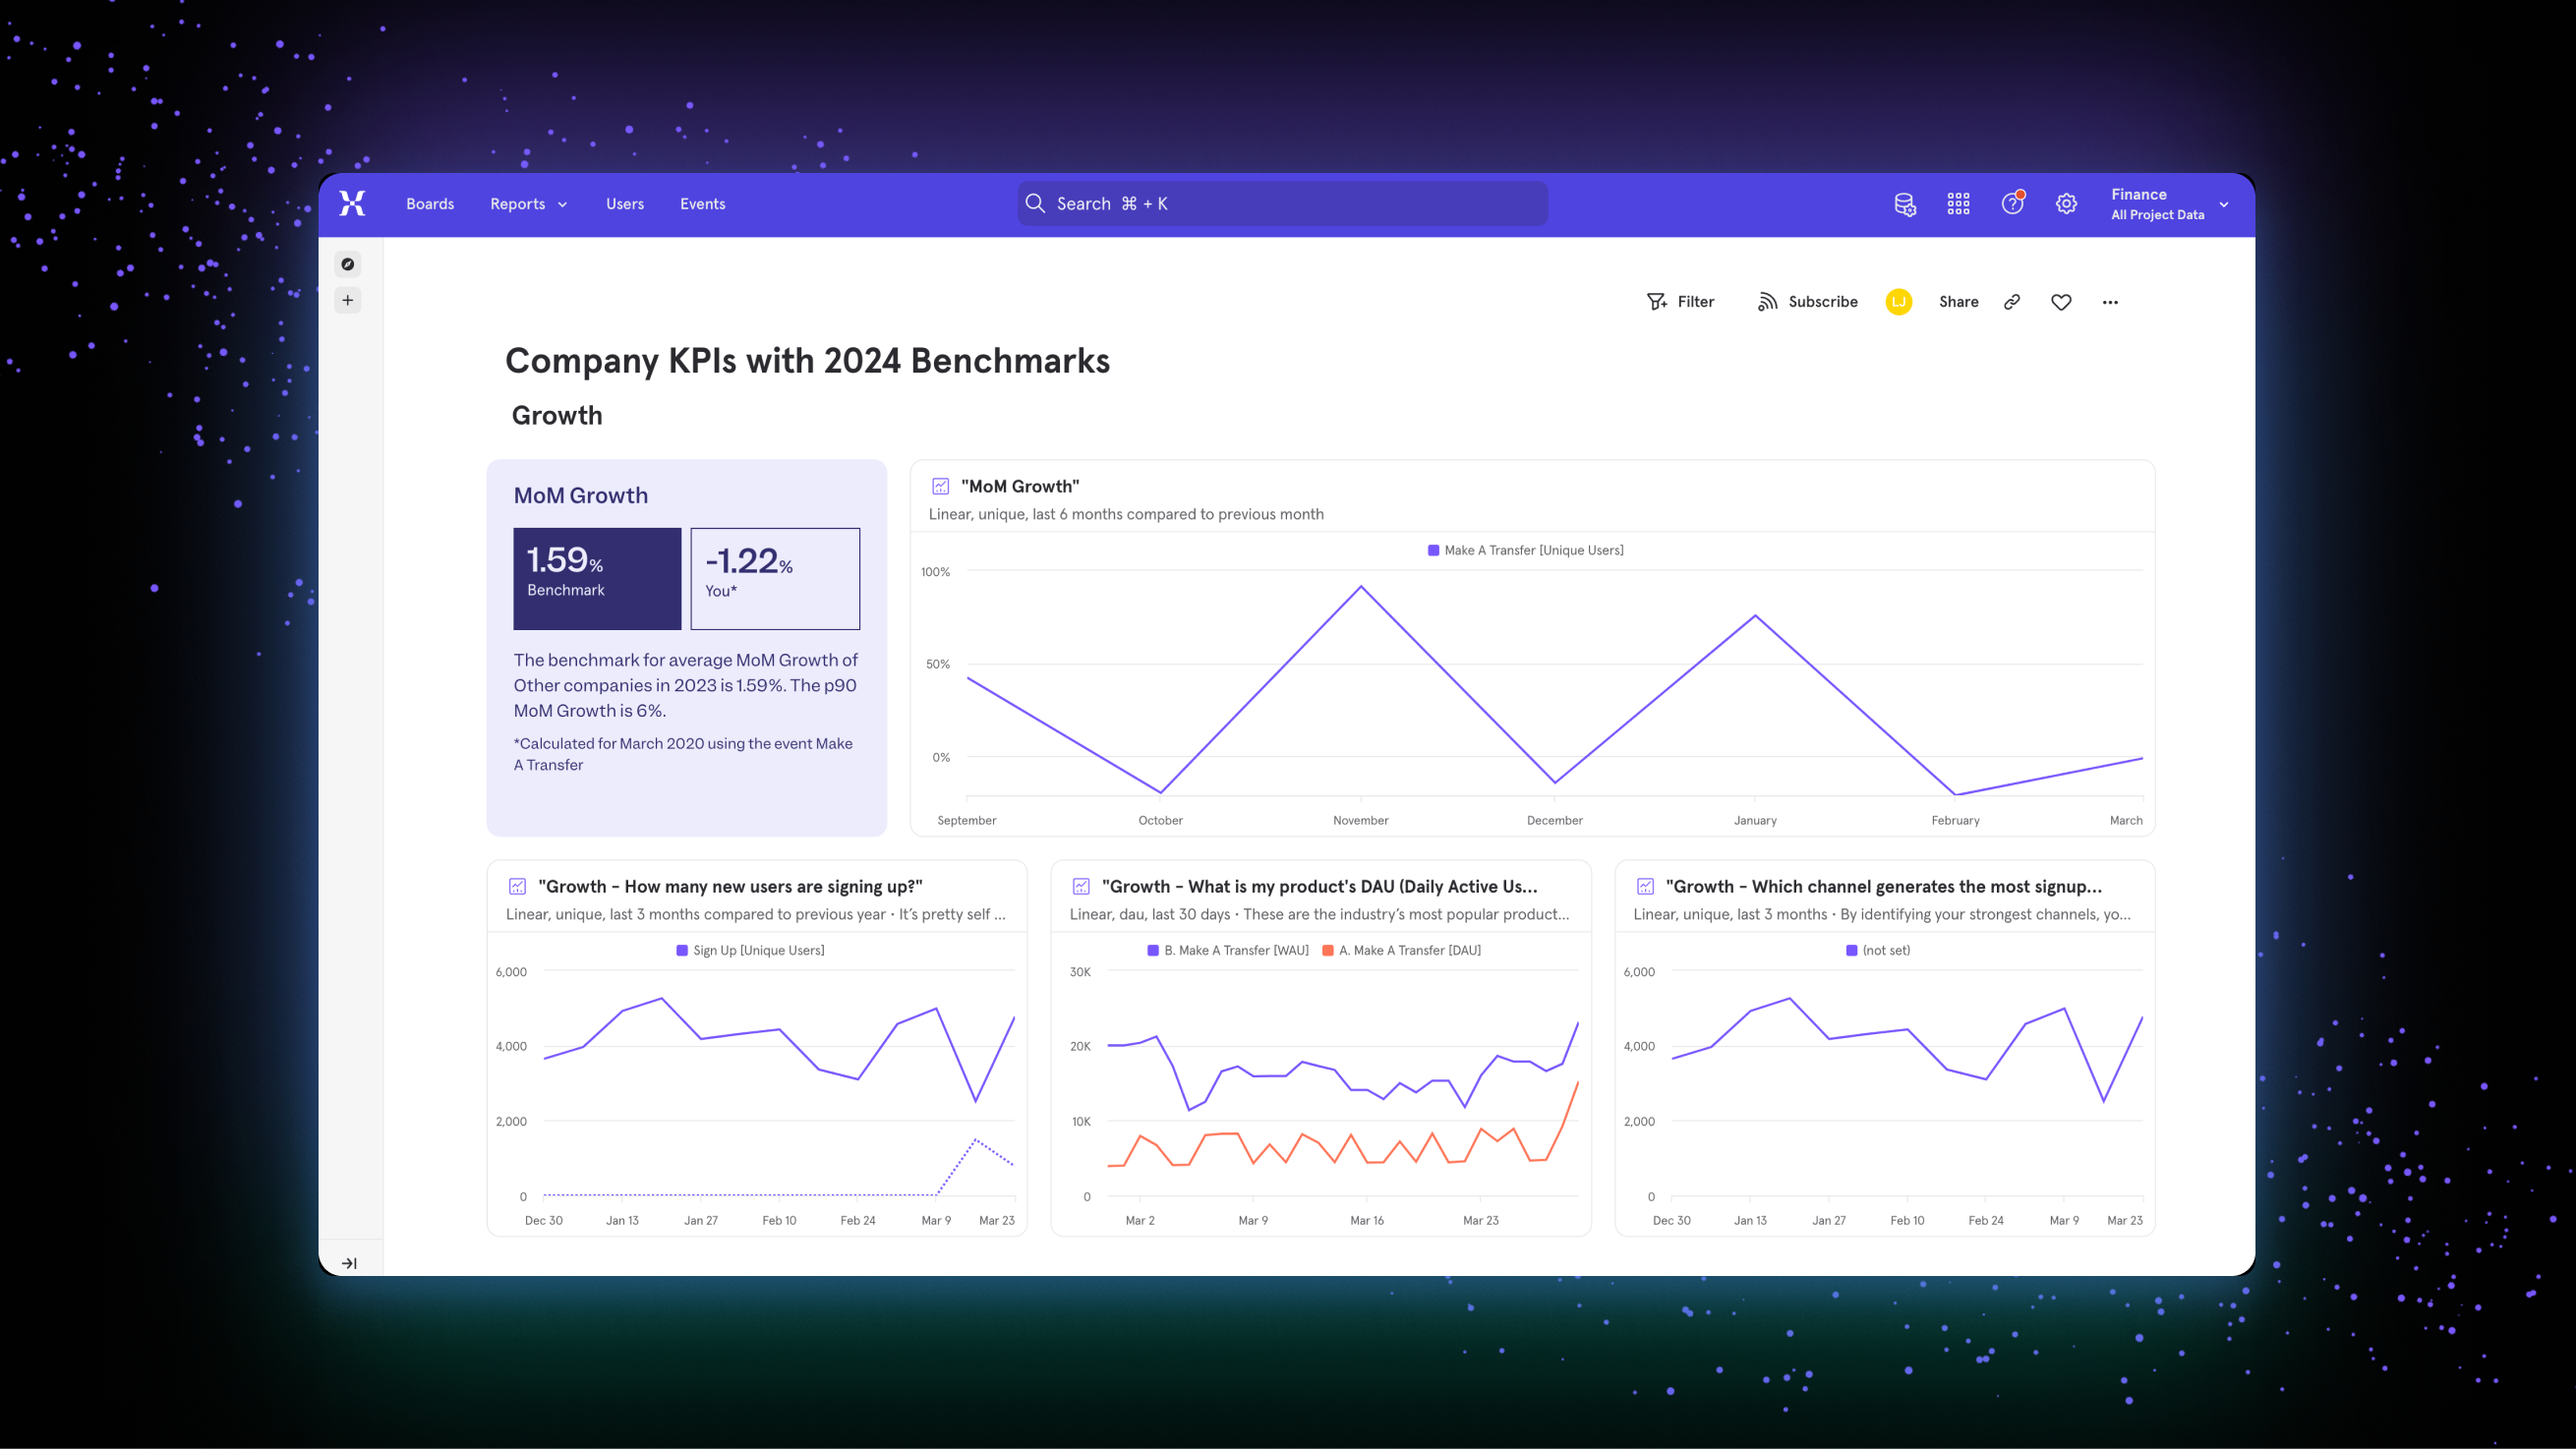 Boards Reports Users Events Search ⌘ + K Finance
All Project Data
Filter Subscribe LJ Share
Company KPIs with 2024 Benchmarks
Growth
MoM Growth
1.59%
Benchmark
-1.22%
You*
The benchmark for average MoM Growth of
Other companies in 2023 is 1.59%. The p90
MoM Growth is 6%.
*Calculated for March 2020 using the event Make
A Transfer
"MoM Growth"
Linear, unique, last 6 months compared to previous month
Make A Transfer [Unique Users]
100%
50%
0%
September October November December January February March
"Growth - How many new users are signing up?"
Linear, unique, last 3 months compared to previous year • It's pretty self ...
Sign Up [Unique Users]
6,000
4,000
2,000
0
Dec 30 Jan 13 Jan 27 Feb 10 Feb 24 Mar 9 Mar 23
"Growth - What is my product's DAU (Daily Active Us...
Linear, dau, last 30 days • These are the industry's most popular product...
B. Make A Transfer [WAU] A. Make A Transfer [DAU]
30K
20K
10K
0
Mar 2 Mar 9 Mar 16 Mar 23
"Growth - Which channel generates the most signup...
Linear, unique, last 3 months • By identifying your strongest channels, yo...
(not set)
6,000
4,000
2,000
0
Dec 30 Jan 13 Jan 27 Feb 10 Feb 24 Mar 9 Mar 23